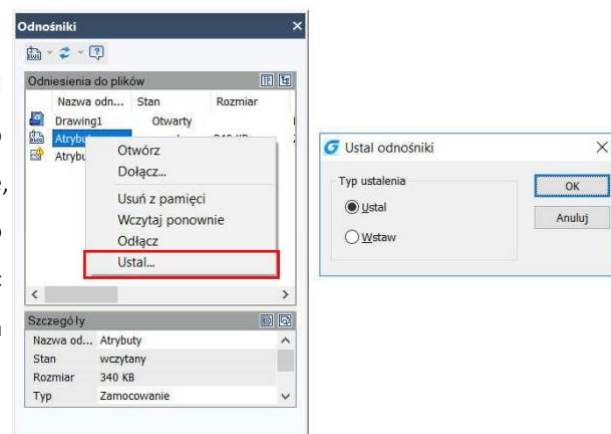 Odnośniki
Odniesienia do plików
Nazwa odn... Stan Rozmiar
Drawing1 Otwarty
Atrybu
Atrybu
Otwórz
Dołącz...
Usuń z pamięci
Wczytaj ponownie
Odłącz
Ustal...
Szczegóły
Nazwa od... Atrybuty
Stan wczytany
Rozmiar 340 KB
Typ Zamocowanie
Ustal odnośniki
Typ ustalenia
Ustal
Wstaw
OK
Anuluj